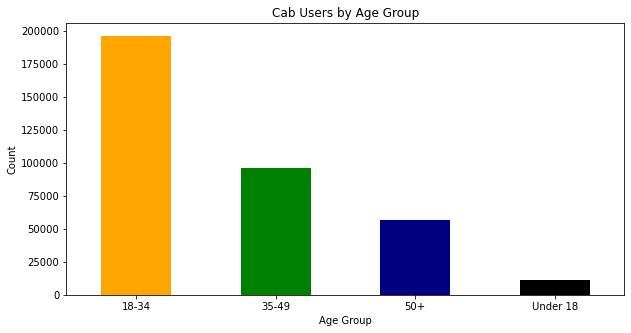 Cab Users by Age Group
200000
175000
150000
125000
100000
75000
50000
25000
0
Count
18-34 35-49 50+ Under 18
Age Group